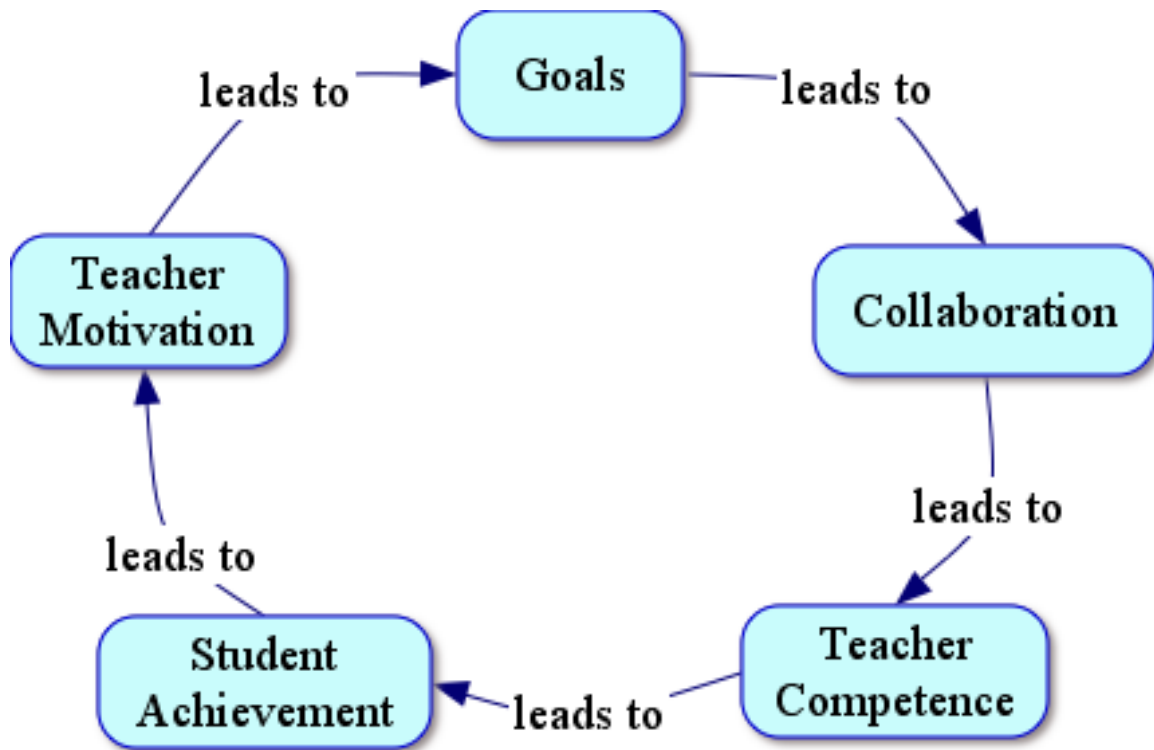 Goals
leads to
Collaboration
leads to
Teacher
Competence
leads to
Student
Achievement
leads to
Teacher
Motivation
leads to